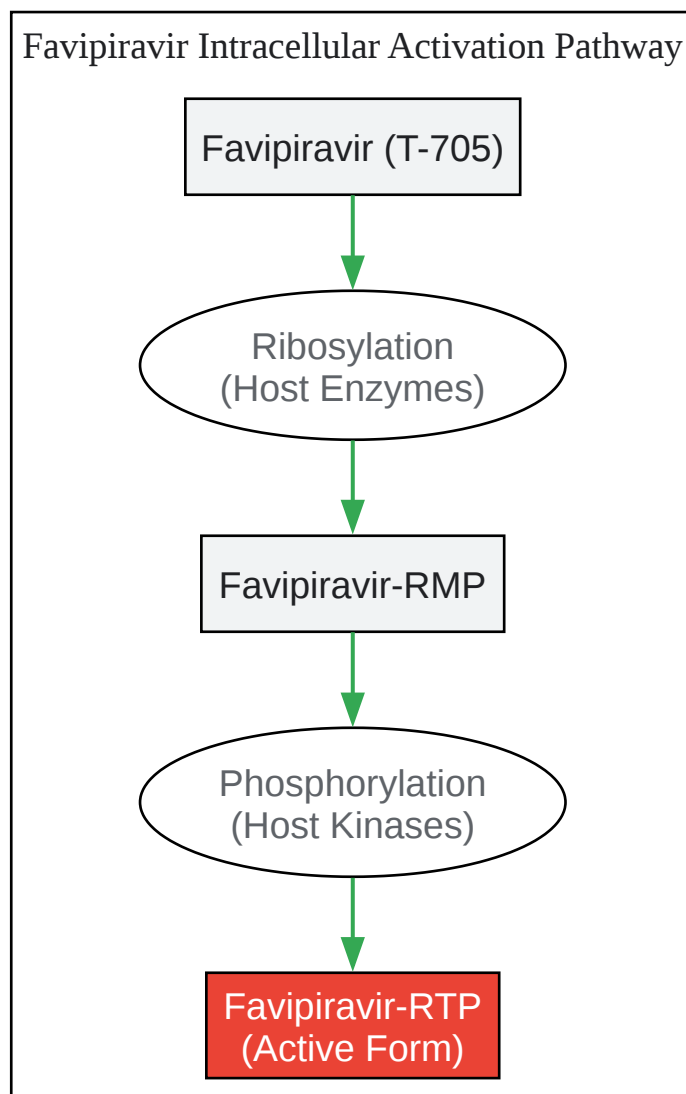 Favipiravir Intracellular Activation Pathway
Favipiravir (T-705)
Ribosylation
(Host Enzymes)
Favipiravir-RMP
Phosphorylation
(Host Kinases)
Favipiravir-RTP
(Active Form)